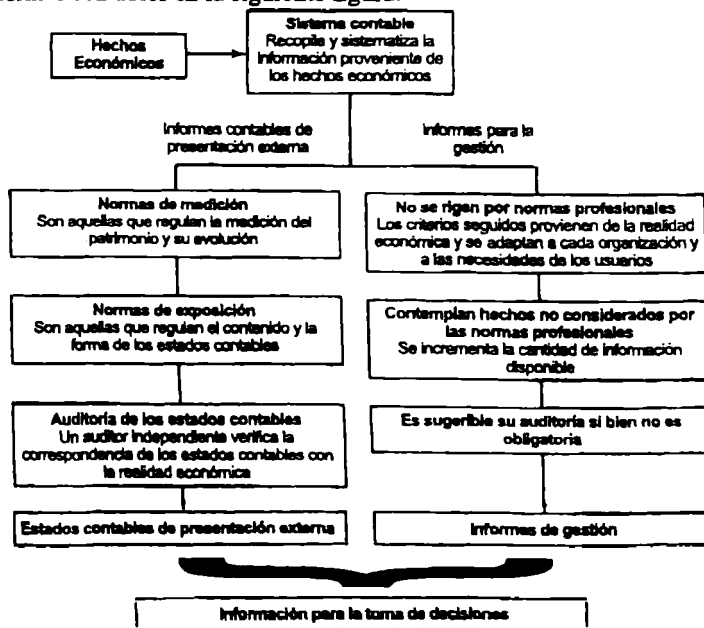 Sistema contable
Recopila y sistematiza la
información proveniente de
los hechos económicos
Hechos
Económicos
Informes contables de
presentación externa
Informes para la
gestión
Normas de medición
Son aquellas que regulan la medición del
patrimonio y su evolución
No se rigen por normas profesionales
Los criterios seguidos provienen de la realidad
económica y se adaptan a cada organización y
a las necesidades de los usuarios
Normas de exposición
Son aquellas que regulan el contenido y la
forma de los estados contables
Contemplan hechos no considerados por
las normas profesionales
Se incrementa la cantidad de información
disponible
Auditoría de los estados contables
Un auditor independiente verifica la
correspondencia de los estados contables con
la realidad económica
Es sugerible su auditoría si bien no es
obligatoria
Estados contables de presentación externa
Informes de gestión
Información para la toma de decisiones